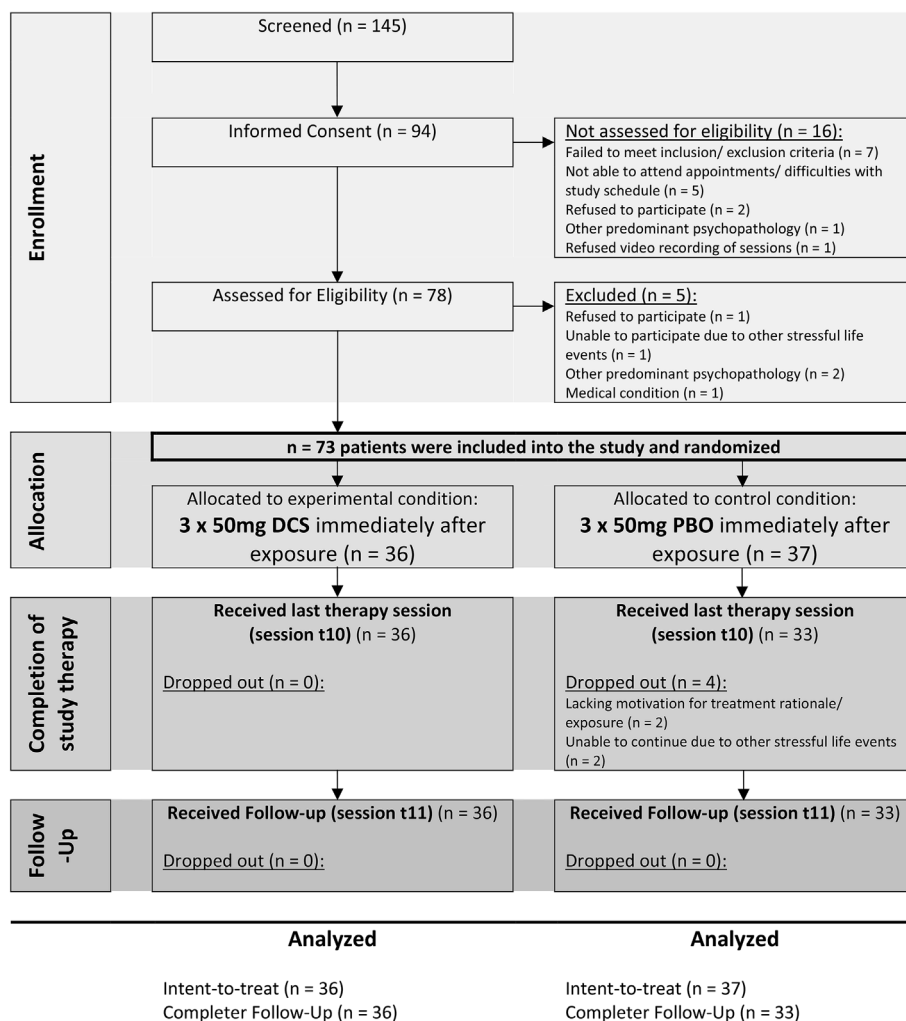 Screened (n = 145)
Enrollment
Informed Consent (n = 94)
Not assessed for eligibility (n = 16):
Failed to meet inclusion/ exclusion criteria (n = 7)
Not able to attend appointments/ difficulties with
study schedule (n = 5)
Refused to participate (n = 2)
Other predominant psychopathology (n = 1)
Refused video recording of sessions (n = 1)
Assessed for Eligibility (n = 78)
Excluded (n = 5):
Refused to participate (n = 1)
Unable to participate due to other stressful life
events (n = 1)
Other predominant psychopathology (n = 2)
Medical condition (n = 1)
Allocation
n = 73 patients were included into the study and randomized
Allocated to experimental condition:
3 x 50mg DCS immediately after
exposure (n = 36)
Allocated to control condition:
3 x 50mg PBO immediately after
exposure (n = 37)
Completion of
study therapy
Received last therapy session
(session t10) (n = 36)
Dropped out (n = 0):
Received last therapy session
(session t10) (n = 33)
Dropped out (n = 4):
Lacking motivation for treatment rationale/
exposure (n = 2)
Unable to continue due to other stressful life events
(n = 2)
Follow
-Up
Received Follow-up (session t11) (n = 36)
Dropped out (n = 0):
Received Follow-up (session t11) (n = 33)
Dropped out (n = 0):
Analyzed
Intent-to-treat (n = 36)
Completer Follow-Up (n = 36)
Analyzed
Intent-to-treat (n = 37)
Completer Follow-Up (n = 33)